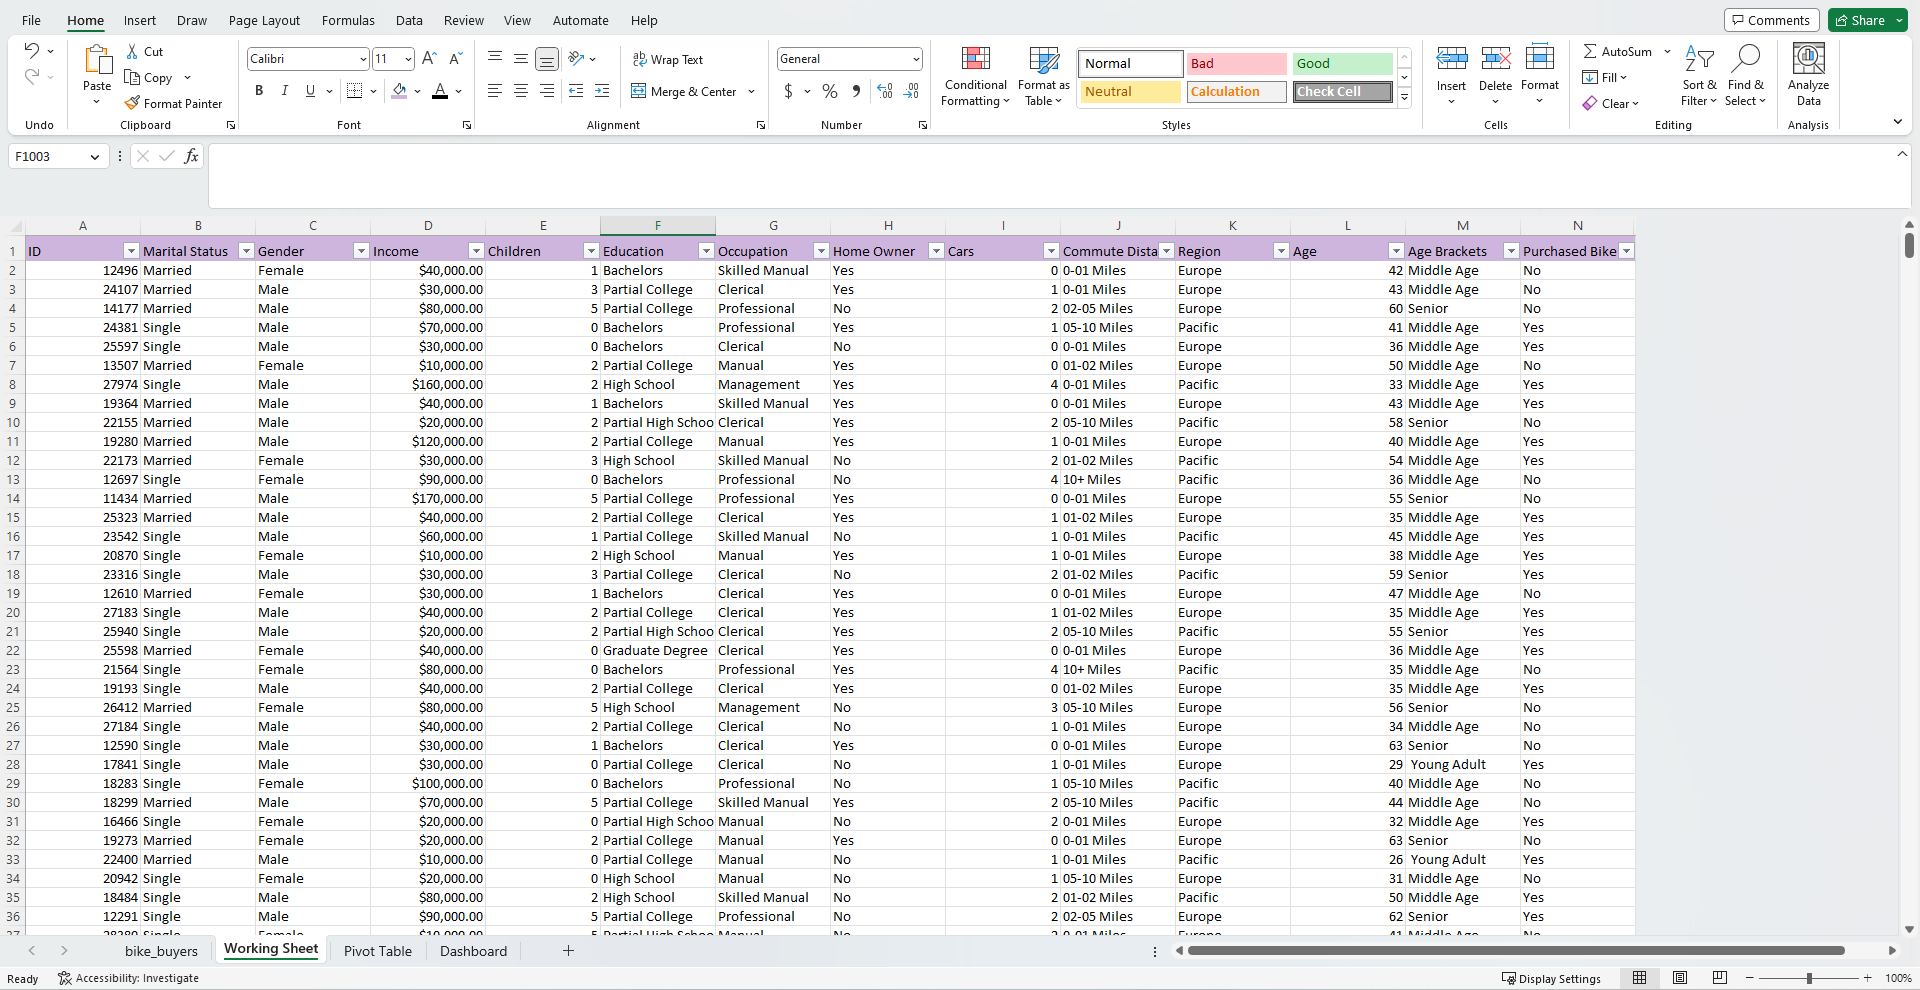 File Home Insert Draw Page Layout Formulas Data Review View Automate Help Comments Share
Calibri 11 General
Cut
Copy
Format Painter
Paste
B I U A
ab Wrap Text
Merge & Center
$ %
Conditional Formatting
Format as Table
Normal Bad Good
Neutral Calculation Check Cell
Insert Delete Format
AutoSum
Fill
Clear
Sort & Filter
Find & Select
Analyze Data
Undo Clipboard Font Alignment Number Styles Cells Editing Analysis
F1003 fx
A B C D E F G H I J K L M N
1 ID Marital Status Gender Income Children Education Occupation Home Owner Cars Commute Dista Region Age Age Brackets Purchased Bike
2 12496 Married Female $40,000.00 1 Bachelors Skilled Manual Yes 0 0-01 Miles Europe 42 Middle Age No
3 24107 Married Male $30,000.00 3 Partial College Clerical Yes 1 0-01 Miles Europe 43 Middle Age No
4 14177 Married Male $80,000.00 5 Partial College Professional No 2 02-05 Miles Europe 60 Senior No
5 24381 Single Male $70,000.00 0 Bachelors Professional Yes 1 05-10 Miles Pacific 41 Middle Age Yes
6 25597 Single Male $30,000.00 0 Bachelors Clerical No 0 0-01 Miles Europe 36 Middle Age Yes
7 13507 Married Female $10,000.00 2 Partial College Manual Yes 0 01-02 Miles Europe 50 Middle Age No
8 27974 Single Male $160,000.00 2 High School Management Yes 4 0-01 Miles Pacific 33 Middle Age Yes
9 19364 Married Male $40,000.00 1 Bachelors Skilled Manual Yes 0 0-01 Miles Europe 43 Middle Age Yes
10 22155 Married Male $20,000.00 2 Partial High Schoo Clerical Yes 2 05-10 Miles Pacific 58 Senior No
11 19280 Married Male $120,000.00 2 Partial College Manual Yes 1 0-01 Miles Europe 40 Middle Age Yes
12 22173 Married Female $30,000.00 3 High School Skilled Manual No 2 01-02 Miles Pacific 54 Middle Age Yes
13 12697 Single Female $90,000.00 0 Bachelors Professional No 4 10+ Miles Pacific 36 Middle Age No
14 11434 Married Male $170,000.00 5 Partial College Professional Yes 0 0-01 Miles Europe 55 Senior No
15 25323 Married Male $40,000.00 2 Partial College Clerical Yes 1 01-02 Miles Europe 35 Middle Age Yes
16 23542 Single Male $60,000.00 1 Partial College Skilled Manual No 1 0-01 Miles Pacific 45 Middle Age Yes
17 20870 Single Female $10,000.00 2 High School Manual Yes 1 0-01 Miles Europe 38 Middle Age Yes
18 23316 Single Male $30,000.00 3 Partial College Clerical No 2 01-02 Miles Pacific 59 Senior Yes
19 12610 Married Female $30,000.00 1 Bachelors Clerical Yes 0 0-01 Miles Europe 47 Middle Age No
20 27183 Single Male $40,000.00 2 Partial College Clerical Yes 1 01-02 Miles Europe 35 Middle Age Yes
21 25940 Single Male $20,000.00 2 Partial High Schoo Clerical Yes 2 05-10 Miles Pacific 55 Senior Yes
22 25598 Married Female $40,000.00 0 Graduate Degree Clerical Yes 0 0-01 Miles Europe 36 Middle Age Yes
23 21564 Single Female $80,000.00 0 Bachelors Professional Yes 4 10+ Miles Pacific 35 Middle Age No
24 19193 Single Male $40,000.00 2 Partial College Clerical Yes 0 01-02 Miles Europe 35 Middle Age Yes
25 26412 Married Female $80,000.00 5 High School Management No 3 05-10 Miles Europe 56 Senior No
26 27184 Single Male $40,000.00 2 Partial College Clerical No 1 0-01 Miles Europe 34 Middle Age No
27 12590 Single Male $30,000.00 1 Bachelors Clerical Yes 0 0-01 Miles Europe 63 Senior No
28 17841 Single Male $30,000.00 0 Partial College Clerical No 1 0-01 Miles Europe 29 Young Adult Yes
29 18283 Single Female $100,000.00 0 Bachelors Professional No 1 05-10 Miles Pacific 40 Middle Age No
30 18299 Married Male $70,000.00 5 Partial College Skilled Manual Yes 2 05-10 Miles Pacific 44 Middle Age No
31 16466 Single Female $20,000.00 0 Partial High Schoo Manual No 2 0-01 Miles Europe 32 Middle Age Yes
32 19273 Married Female $20,000.00 2 Partial College Manual Yes 0 0-01 Miles Europe 63 Senior No
33 22400 Married Male $10,000.00 0 Partial College Manual No 1 0-01 Miles Pacific 26 Young Adult Yes
34 20942 Single Female $20,000.00 0 High School Manual No 1 05-10 Miles Europe 31 Middle Age No
35 18484 Single Male $80,000.00 2 High School Skilled Manual No 2 01-02 Miles Pacific 50 Middle Age Yes
36 12291 Single Male $90,000.00 5 Partial College Professional No 2 02-05 Miles Europe 62 Senior Yes
bike_buyers Working Sheet Pivot Table Dashboard
Ready Accessibility: Investigate Display Settings 100%